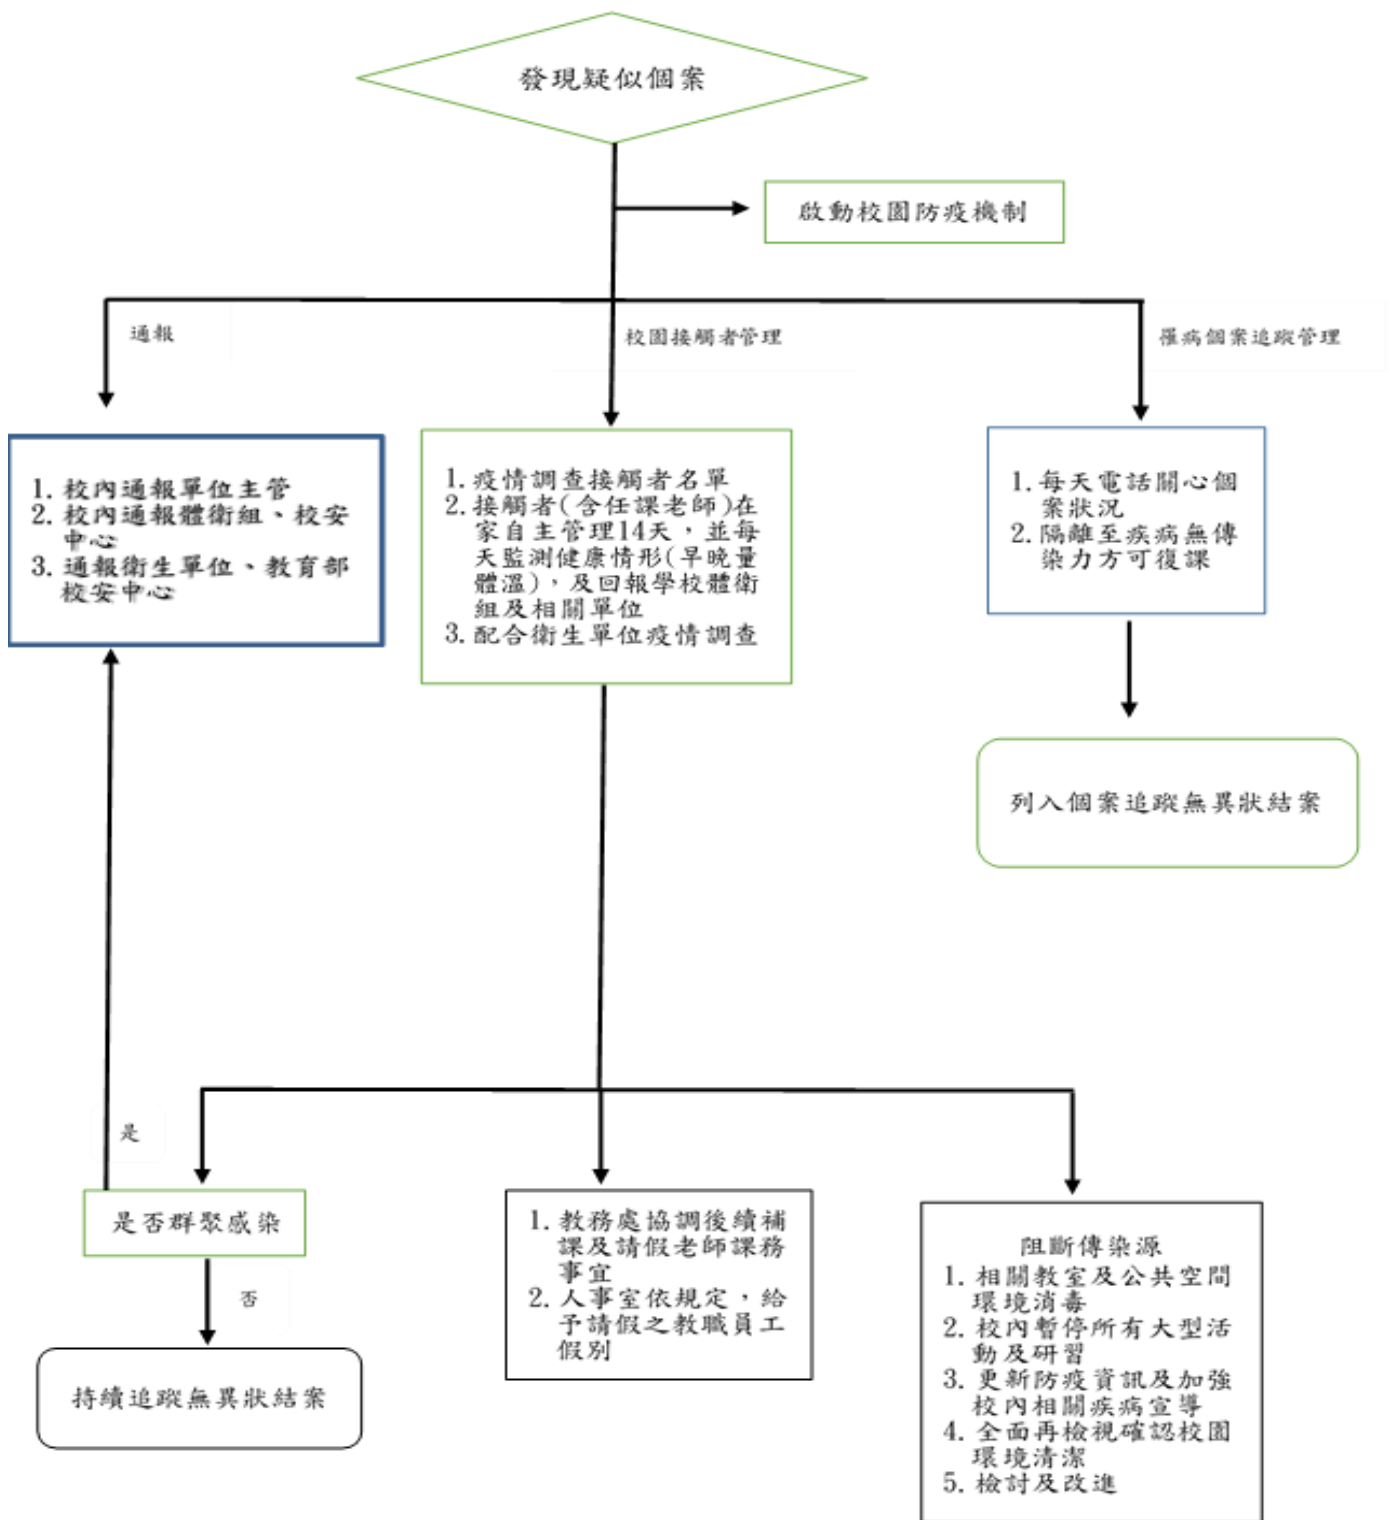 發現疑似個案
啟動校園防疫機制
通報
校園接觸者管理
罹病個案追蹤管理
1. 校內通報單位主管
2. 校內通報體衛組、校安
中心
3. 通報衛生單位、教育部
校安中心
1. 疫情調查接觸者名單
2. 接觸者(含任課老師)在
家自主管理14天，並每
天監測健康情形(早晚量
體溫)，及回報學校體衛
組及相關單位
3. 配合衛生單位疫情調查
1. 每天電話關心個
案狀況
2. 隔離至疾病無傳
染力方可復課
列入個案追蹤無異狀結案
是
是否群聚感染
否
持續追蹤無異狀結案
1. 教務處協調後續補
課及請假老師課務
事宜
2. 人事室依規定，給
予請假之教職員工
假別
阻斷傳染源
1. 相關教室及公共空間
環境消毒
2. 校內暫停所有大型活
動及研習
3. 更新防疫資訊及加強
校內相關疾病宣導
4. 全面再檢視確認校園
環境清潔
5. 檢討及改進